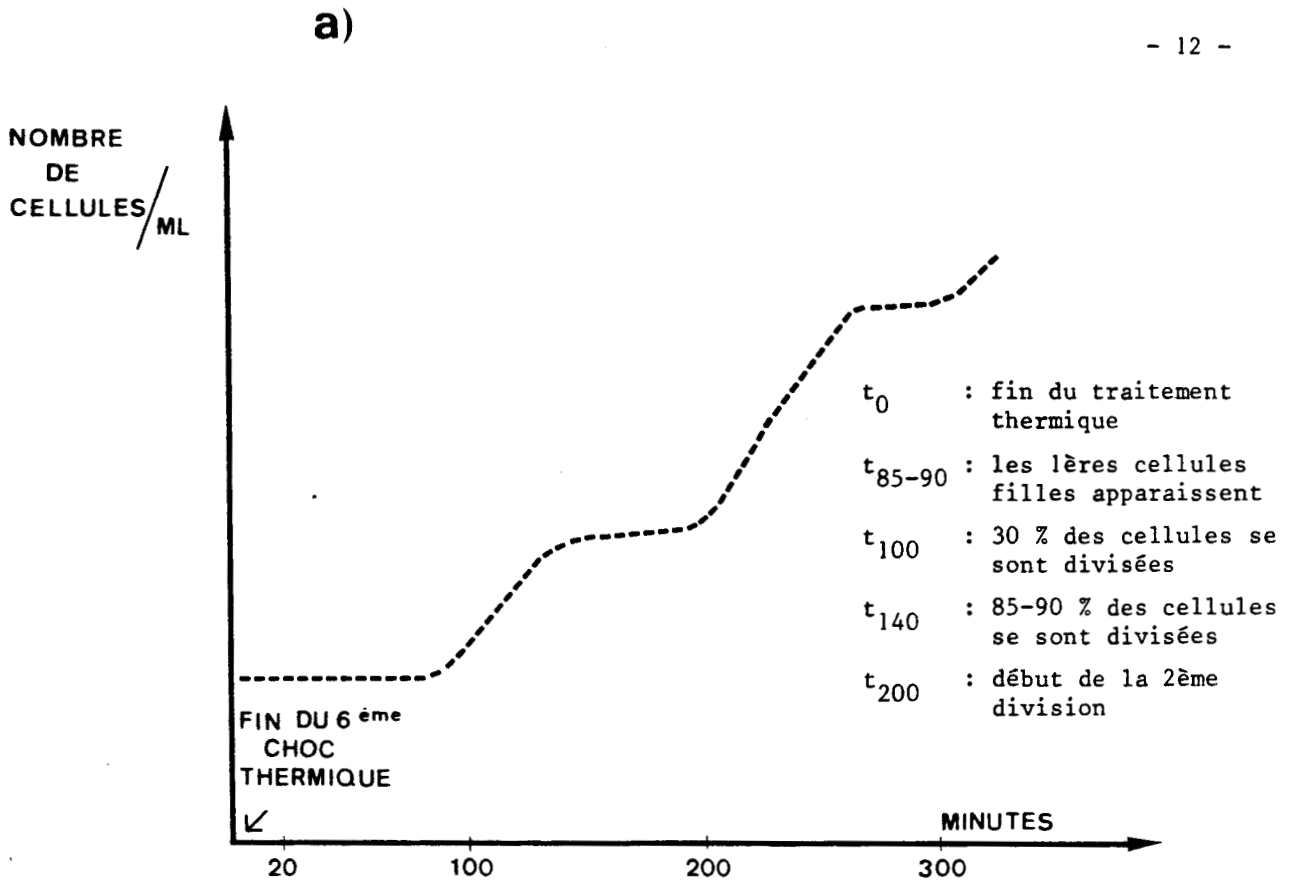 a)
- 12 -
NOMBRE
DE
CELLULES/ML
t0 : fin du traitement
thermique
t85-90 : les 1ères cellules
filles apparaissent
t100 : 30 % des cellules se
sont divisées
t140 : 85-90 % des cellules
se sont divisées
t200 : début de la 2ème
division
FIN DU 6 ème
CHOC
THERMIQUE
MINUTES
20 100 200 300